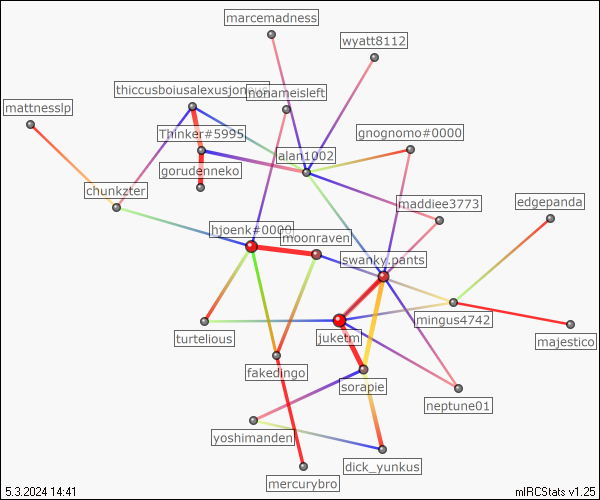 marcemadness
wyatt8112
thiccusboiusalexusjon
nonameisleft
mattnesslp
Thinker#5995
gnognomo#0000
alan1002
gorudenneko
chunkzter
maddiee3773
edgepanda
hjoenk#0000
moonraven
swanky.pants
mingus4742
turtelious
juketm
majestico
fakedingo
sorapie
neptune01
yoshimanden
dick_yunkus
mercurybro
5.3.2024 14:41
mIRCStats v1.25